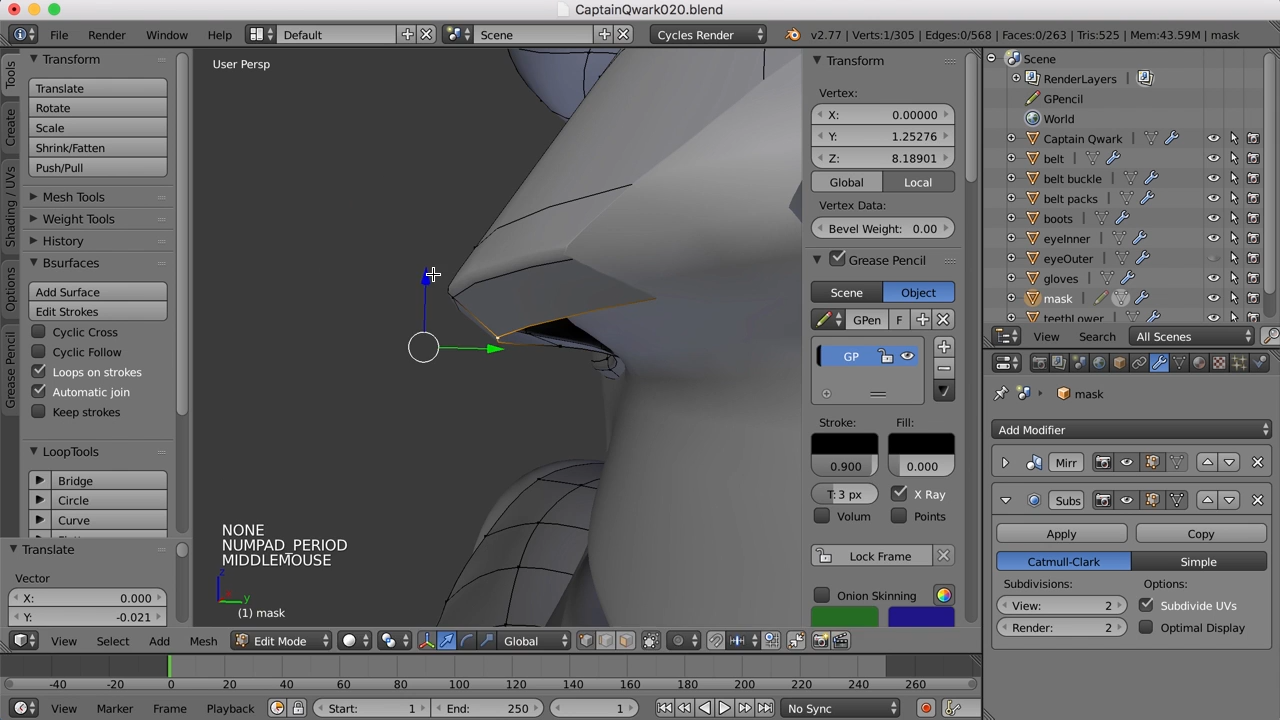 CaptainQwark020.blend
File Render Window Help Default Scene Cycles Render v2.77 | Verts:1/305 | Edges:0/568 | Faces:0/263 | Tris:525 | Mem:43.59M | mask
Tools
Create
Shading / UVs
Options
Grease Pencil
Transform
Translate
Rotate
Scale
Shrink/Fatten
Push/Pull
Mesh Tools
Weight Tools
History
Bsurfaces
Add Surface
Edit Strokes
Cyclic Cross
Cyclic Follow
Loops on strokes
Automatic join
Keep strokes
LoopTools
Bridge
Circle
Curve
Translate
Vector
X: 0.000
Y: -0.021
User Persp
NONE
NUMPAD_PERIOD
MIDDLEMOUSE
z
y
(1) mask
Transform
Vertex:
X: 0.00000
Y: 1.25276
Z: 8.18901
Global Local
Vertex Data:
Bevel Weight: 0.00
Grease Pencil
Scene Object
GPen F
GP
Stroke: Fill:
0.900 0.000
T: 3 px X Ray
Volum Points
Lock Frame
Onion Skinning
Scene
RenderLayers |
GPencil
World
Captain Qwark |
belt |
belt buckle |
belt packs |
boots |
eyeInner |
eyeOuter |
gloves |
mask |
teethLower
View Search All Scenes
mask
Add Modifier
Mirr
Subs
Apply Copy
Catmull-Clark Simple
Subdivisions: Options:
View: 2 Subdivide UVs
Render: 2 Optimal Display
View Select Add Mesh Edit Mode Global
-40 -20 0 20 40 60 80 100 120 140 160 180 200 220 240 260
View Marker Frame Playback Start: 1 End: 250 1 No Sync